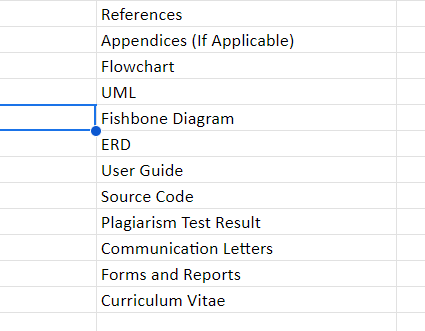 References
Appendices (If Applicable)
Flowchart
UML
Fishbone Diagram
ERD
User Guide
Source Code
Plagiarism Test Result
Communication Letters
Forms and Reports
Curriculum Vitae